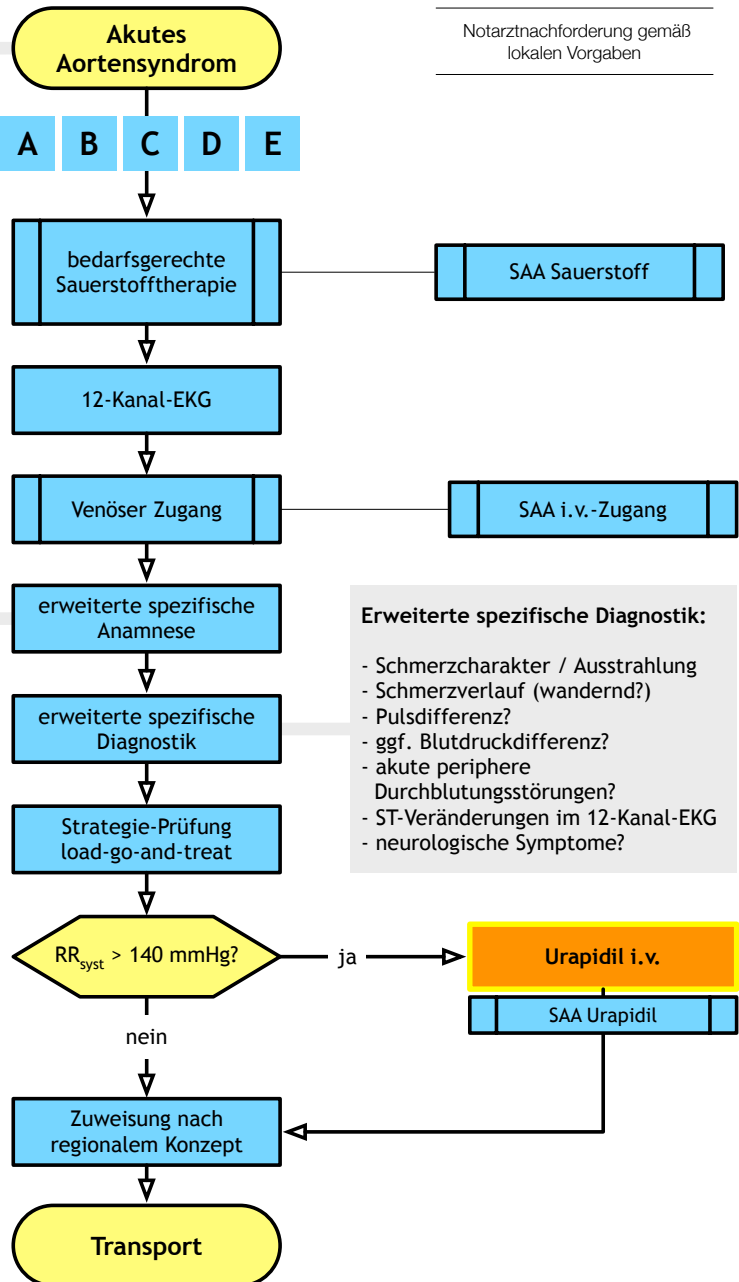 Akutes
Aortensyndrom
Notarztnachforderung gemäß
lokalen Vorgaben
A B C D E
bedarfsgerechte
Sauerstofftherapie
SAA Sauerstoff
12-Kanal-EKG
Venöser Zugang
SAA i.v.-Zugang
erweiterte spezifische
Anamnese
erweiterte spezifische
Diagnostik
Erweiterte spezifische Diagnostik:
- Schmerzcharakter / Ausstrahlung
- Schmerzverlauf (wandernd?)
- Pulsdifferenz?
- ggf. Blutdruckdifferenz?
- akute periphere
Durchblutungsstörungen?
- ST-Veränderungen im 12-Kanal-EKG
- neurologische Symptome?
Strategie-Prüfung
load-go-and-treat
RRsyst > 140 mmHg?
ja
Urapidil i.v.
SAA Urapidil
nein
Zuweisung nach
regionalem Konzept
Transport